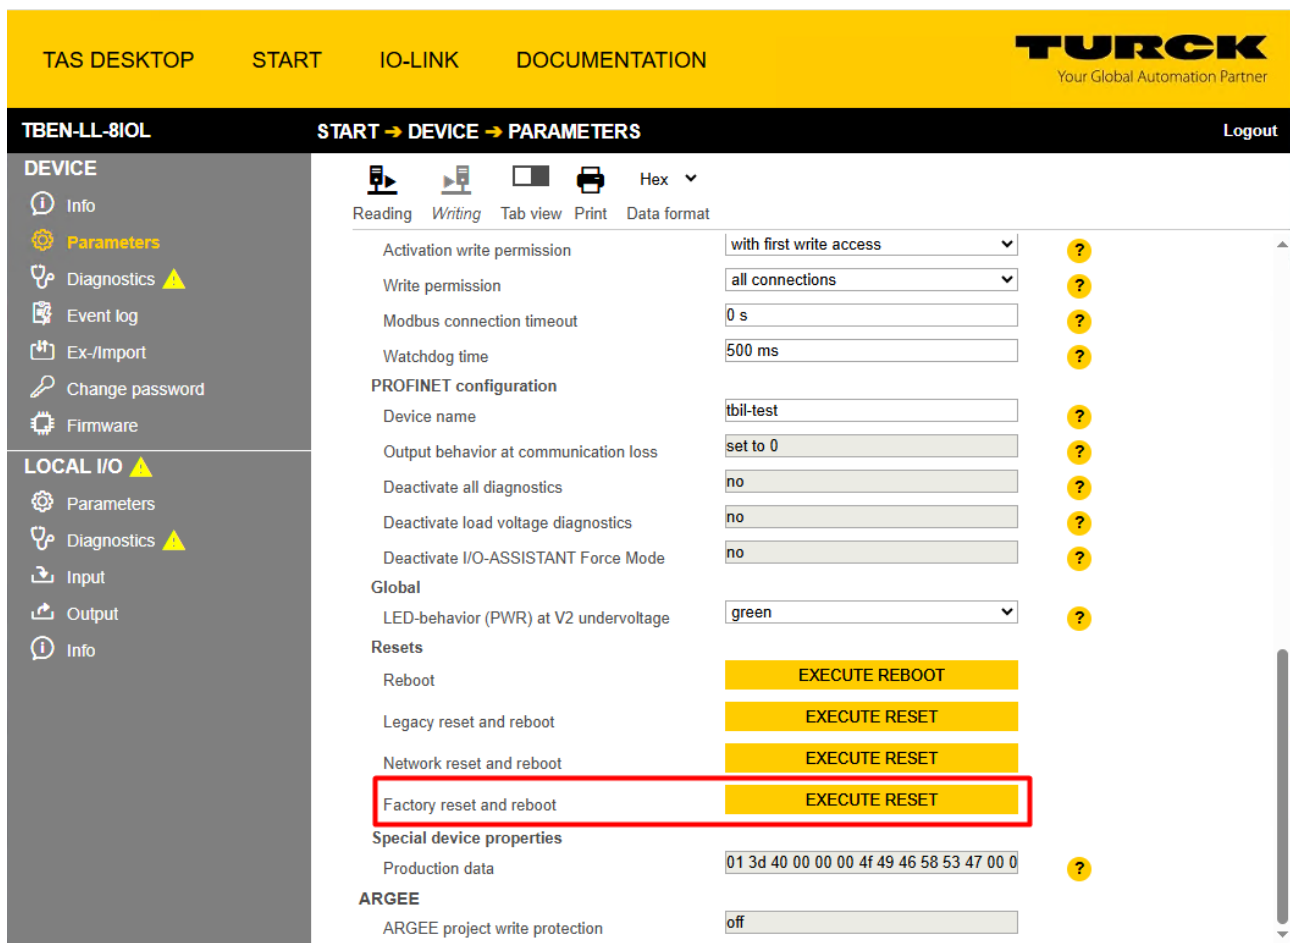 TAS DESKTOP START IO-LINK DOCUMENTATION
TURCK
Your Global Automation Partner
TBEN-LL-8IOL START ➔ DEVICE ➔ PARAMETERS Logout
DEVICE
Info
Parameters
Diagnostics
Event log
Ex-/Import
Change password
Firmware
LOCAL I/O
Parameters
Diagnostics
Input
Output
Info
Hex
Reading Writing Tab view Print Data format
Activation write permission with first write access ?
Write permission all connections ?
Modbus connection timeout 0 s ?
Watchdog time 500 ms ?
PROFINET configuration
Device name tbil-test ?
Output behavior at communication loss set to 0 ?
Deactivate all diagnostics no ?
Deactivate load voltage diagnostics no ?
Deactivate I/O-ASSISTANT Force Mode no ?
Global
LED-behavior (PWR) at V2 undervoltage green ?
Resets
Reboot EXECUTE REBOOT
Legacy reset and reboot EXECUTE RESET
Network reset and reboot EXECUTE RESET
Factory reset and reboot EXECUTE RESET
Special device properties
Production data 01 3d 40 00 00 00 4f 49 46 58 53 47 00 0 ?
ARGEE
ARGEE project write protection off